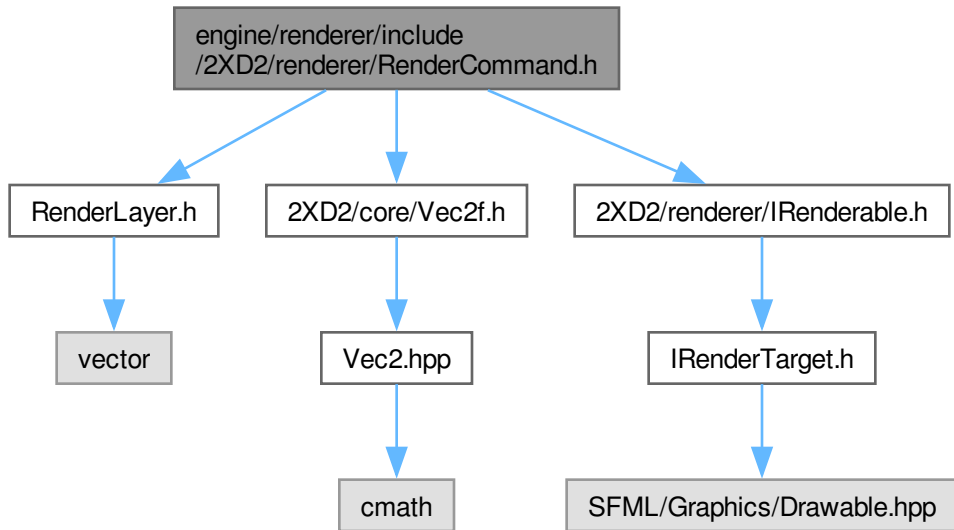 engine/renderer/include
/2XD2/renderer/RenderCommand.h
RenderLayer.h
2XD2/core/Vec2f.h
2XD2/renderer/IRenderable.h
vector
Vec2.hpp
IRenderTarget.h
cmath
SFML/Graphics/Drawable.hpp